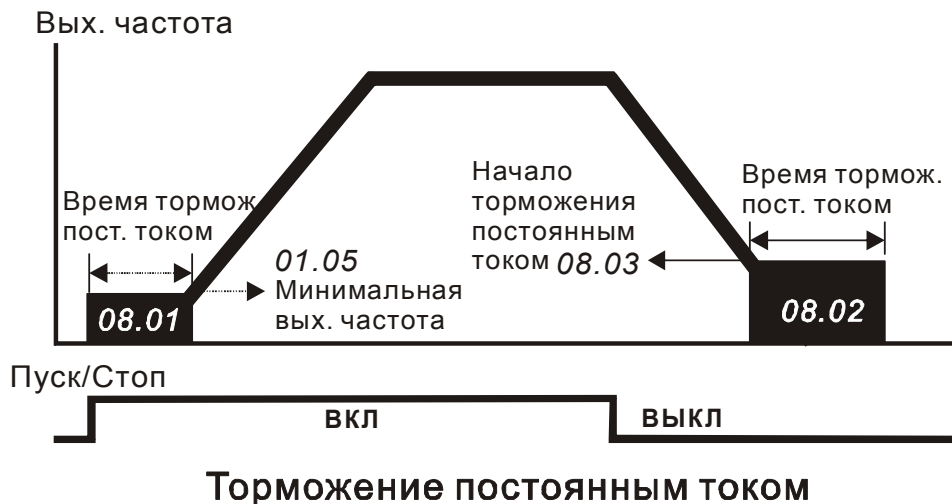 Вых. частота
Время тормож.
пост. током
01.05
Минимальная
вых. частота
Начало
торможения
постоянным
током 08.03
Время тормож.
пост. током
08.01
08.02
Пуск/Стоп
ВКЛ
ВЫКЛ
Торможение постоянным током